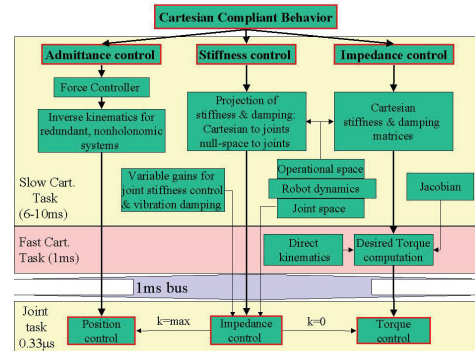 Cartesian Compliant Behavior
Admittance control
Stiffness control
Impedance control
Force Controller
Inverse kinematics for
redundant, nonholonomic
systems
Projection of
stiffness & damping:
Cartesian to joints
null-space to joints
Cartesian
stiffness & damping
matrices
Operational space
Robot dynamics
Joint space
Variable gains for
joint stiffness control
& vibration damping
Jacobian
Slow Cart.
Task
(6-10ms)
Fast Cart.
Task (1ms)
Direct
kinematics
Desired Torque
computation
1ms bus
Joint
task
0.33µs
Position
control
k=max
Impedance
control
k=0
Torque
control